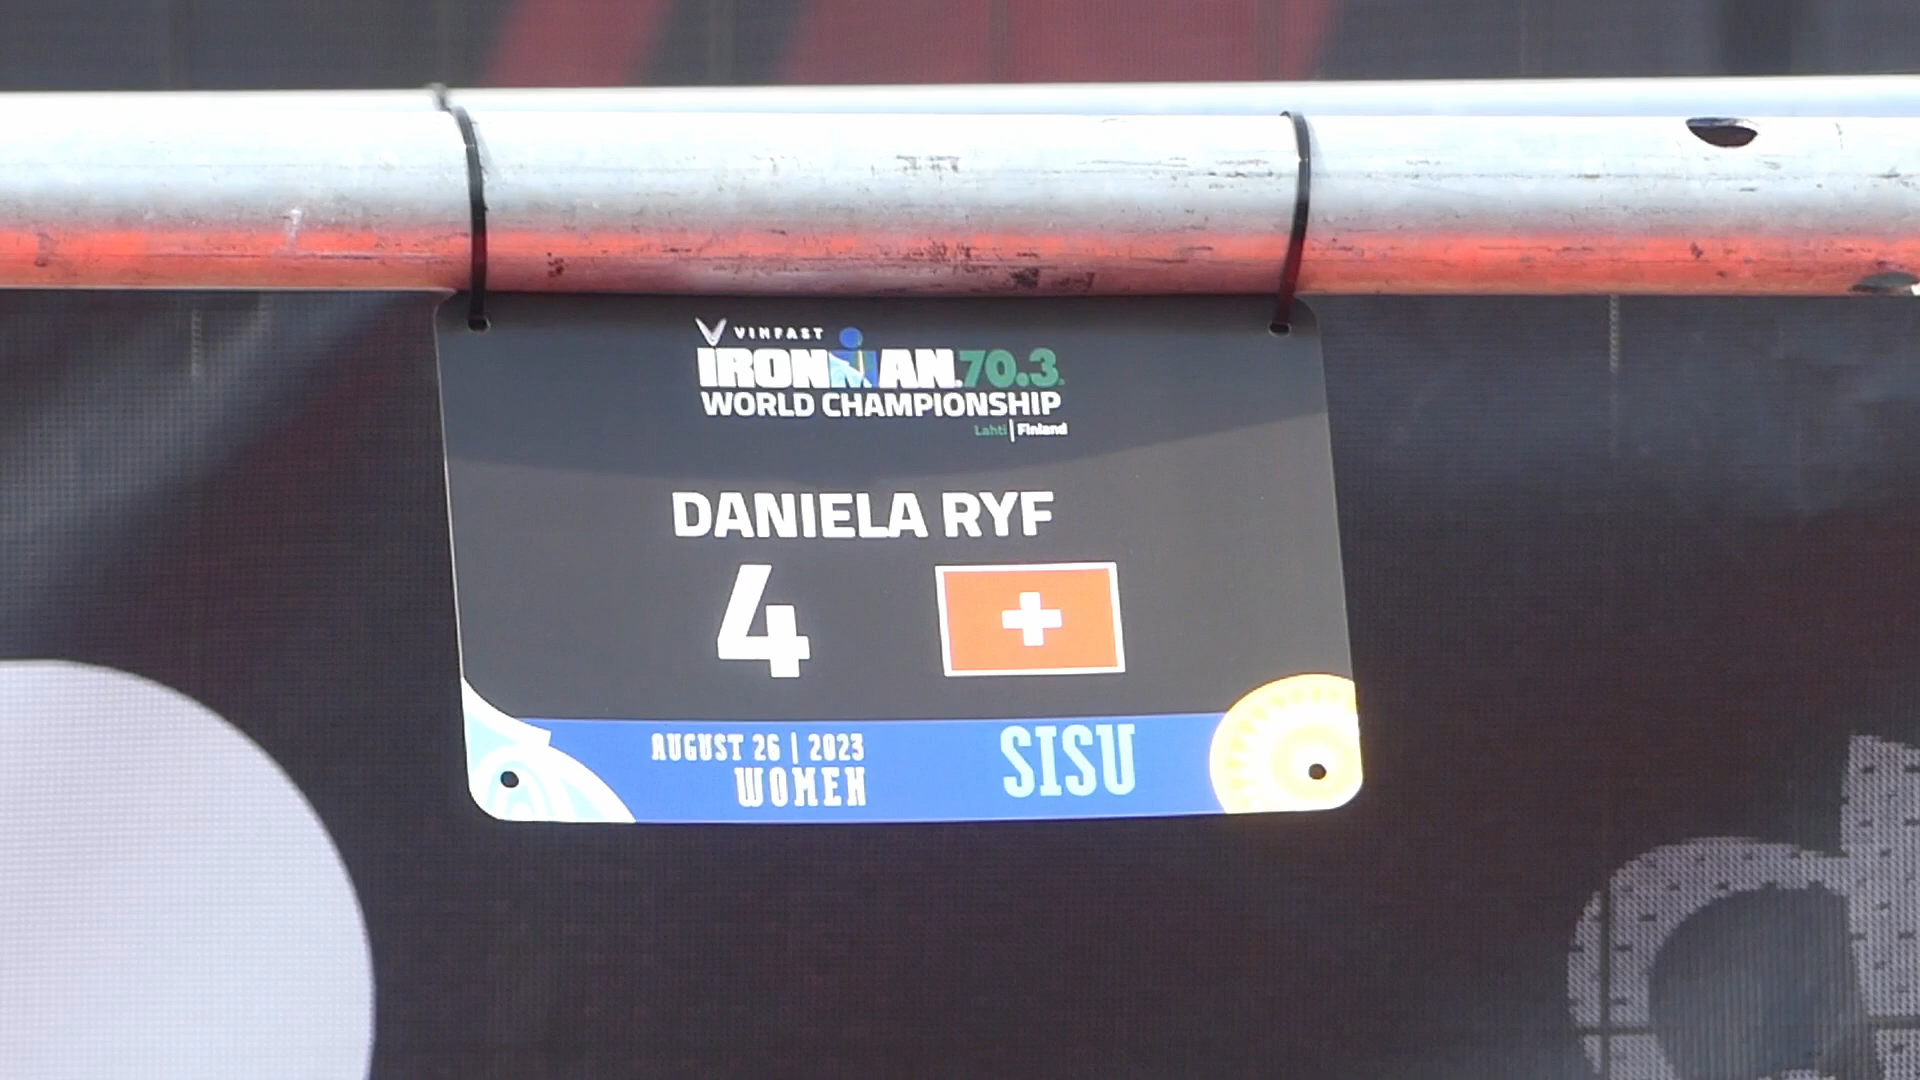 VINFAST
IRONMAN 70.3
WORLD CHAMPIONSHIP
Lahti | Finland
DANIELA RYF
4
AUGUST 26 | 2023
WOMEN
SISU